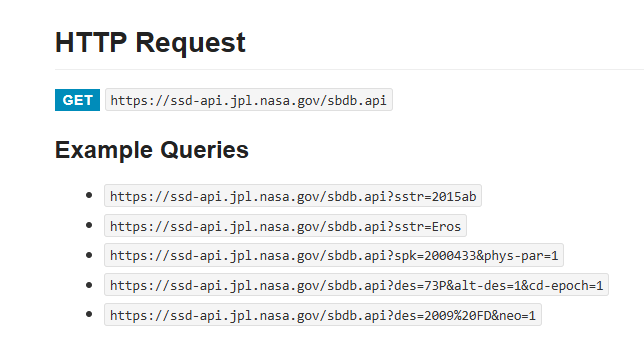 HTTP Request
GET https://ssd-api.jpl.nasa.gov/sbdb.api
Example Queries
https://ssd-api.jpl.nasa.gov/sbdb.api?sstr=2015ab
https://ssd-api.jpl.nasa.gov/sbdb.api?sstr=Eros
https://ssd-api.jpl.nasa.gov/sbdb.api?spk=2000433&phys-par=1
https://ssd-api.jpl.nasa.gov/sbdb.api?des=73P&alt-des=1&cd-epoch=1
https://ssd-api.jpl.nasa.gov/sbdb.api?des=2009%20FD&neo=1